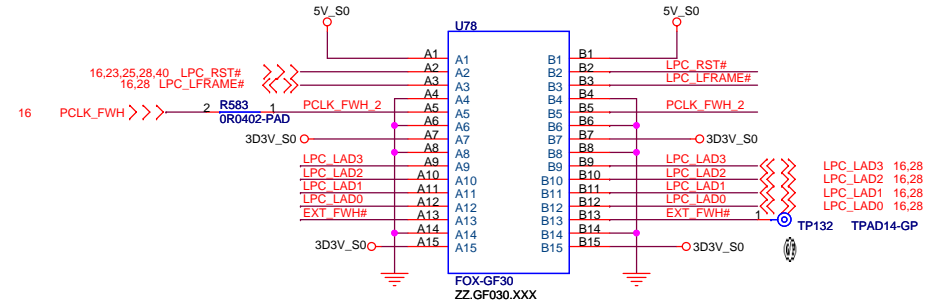 5V_S0 U78 5V_S0
A1 A1 B1 B1
16,23,25,28,40 LPC_RST# A2 A2 B2 B2 LPC_RST#
16,28 LPC_LFRAME# A3 A3 B3 B3 LPC_LFRAME#
A4 A4 B4 B4
16 PCLK_FWH 2 R583 1 PCLK_FWH_2 A5 A5 B5 B5 PCLK_FWH_2
0R0402-PAD A6 A6 B6 B6
3D3V_S0 A7 A7 B7 B7 3D3V_S0
A8 A8 B8 B8
LPC_LAD3 A9 A9 B9 B9 LPC_LAD3 LPC_LAD3 16,28
LPC_LAD2 A10 A10 B10 B10 LPC_LAD2 LPC_LAD2 16,28
LPC_LAD1 A11 A11 B11 B11 LPC_LAD1 LPC_LAD1 16,28
LPC_LAD0 A12 A12 B12 B12 LPC_LAD0 LPC_LAD0 16,28
EXT_FWH# A13 A13 B13 B13 EXT_FWH# 1 TP132 TPAD14-GP
A14 A14 B14 B14
3D3V_S0 A15 A15 B15 B15 3D3V_S0
FOX-GF30
ZZ.GF030.XXX